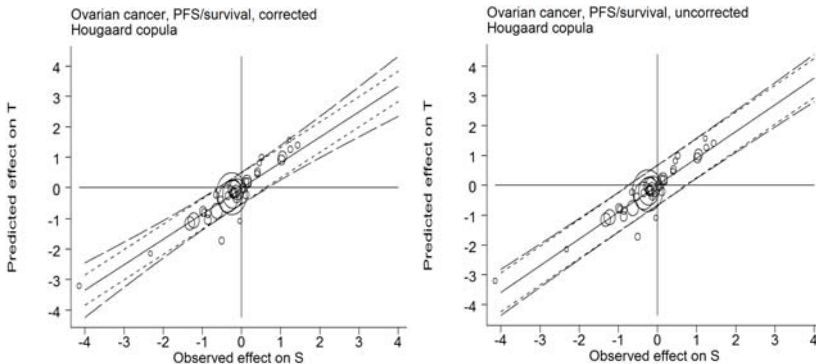 Ovarian cancer, PFS/survival, corrected
Hougaard copula
4
3
2
1
0
-1
-2
-3
-4
Predicted effect on T
-4 -3 -2 -1 0 1 2 3 4
Observed effect on S
Ovarian cancer, PFS/survival, uncorrected
Hougaard copula
4
3
2
1
0
-1
-2
-3
-4
Predicted effect on T
-4 -3 -2 -1 0 1 2 3 4
Observed effect on S